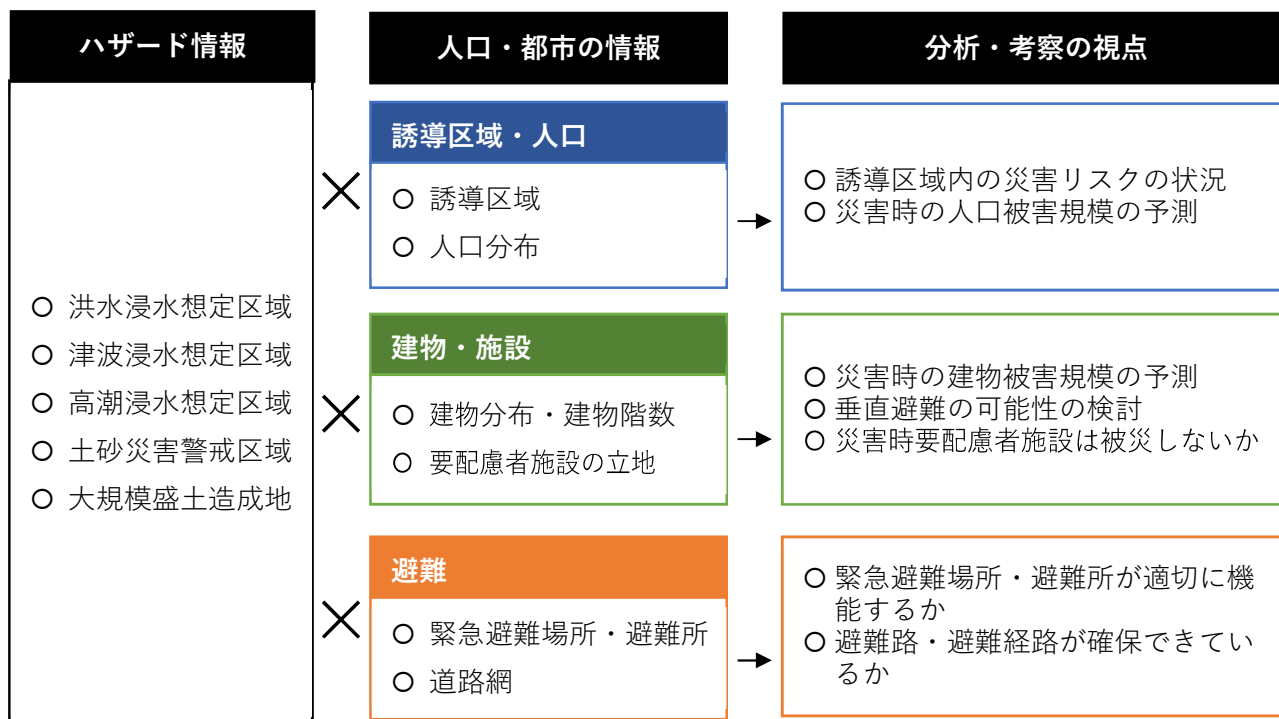 ハザード情報
人口・都市の情報
分析・考察の視点
○ 洪水浸水想定区域
○ 津波浸水想定区域
○ 高潮浸水想定区域
○ 土砂災害警戒区域
○ 大規模盛土造成地
×
誘導区域・人口
○ 誘導区域
○ 人口分布
→
○ 誘導区域内の災害リスクの状況
○ 災害時の人口被害規模の予測
×
建物・施設
○ 建物分布・建物階数
○ 要配慮者施設の立地
→
○ 災害時の建物被害規模の予測
○ 垂直避難の可能性の検討
○ 災害時要配慮者施設は被災しないか
×
避難
○ 緊急避難場所・避難所
○ 道路網
→
○ 緊急避難場所・避難所が適切に機
能するか
○ 避難路・避難経路が確保できてい
るか